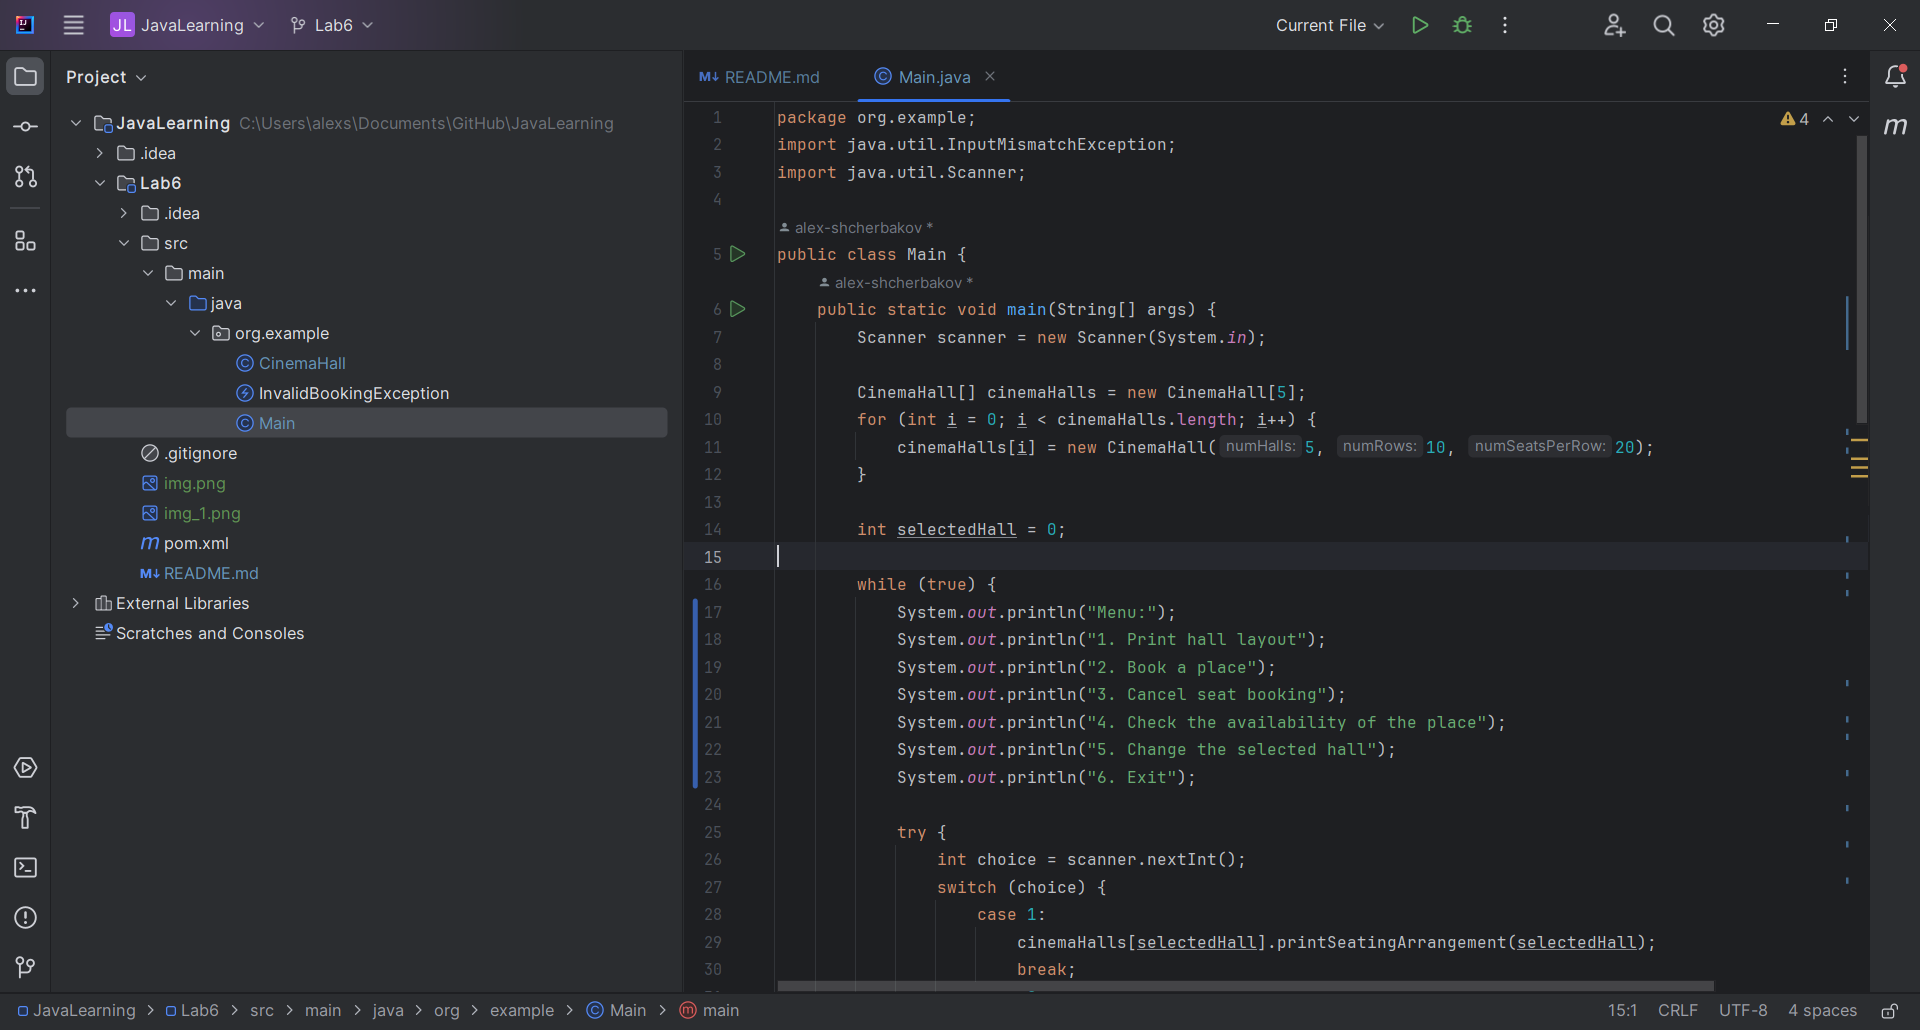 JL JavaLearning Lab6 Current File
Project
JavaLearning C:\Users\alexs\Documents\GitHub\JavaLearning
.idea
Lab6
.idea
src
main
java
org.example
CinemaHall
InvalidBookingException
Main
.gitignore
img.png
img_1.png
m pom.xml
M↓ README.md
External Libraries
Scratches and Consoles
M↓ README.md
Main.java
4
m
1 package org.example;
2 import java.util.InputMismatchException;
3 import java.util.Scanner;
4
alex-shcherbakov *
5 public class Main {
alex-shcherbakov *
6 public static void main(String[] args) {
7 Scanner scanner = new Scanner(System.in);
8
9 CinemaHall[] cinemaHalls = new CinemaHall[5];
10 for (int i = 0; i < cinemaHalls.length; i++) {
11 cinemaHalls[i] = new CinemaHall( numHalls: 5, numRows: 10, numSeatsPerRow: 20);
12 }
13
14 int selectedHall = 0;
15
16 while (true) {
17 System.out.println("Menu:");
18 System.out.println("1. Print hall layout");
19 System.out.println("2. Book a place");
20 System.out.println("3. Cancel seat booking");
21 System.out.println("4. Check the availability of the place");
22 System.out.println("5. Change the selected hall");
23 System.out.println("6. Exit");
24
25 try {
26 int choice = scanner.nextInt();
27 switch (choice) {
28 case 1:
29 cinemaHalls[selectedHall].printSeatingArrangement(selectedHall);
30 break;
JavaLearning > Lab6 > src > main > java > org > example > Main > main
15:1 CRLF UTF-8 4 spaces